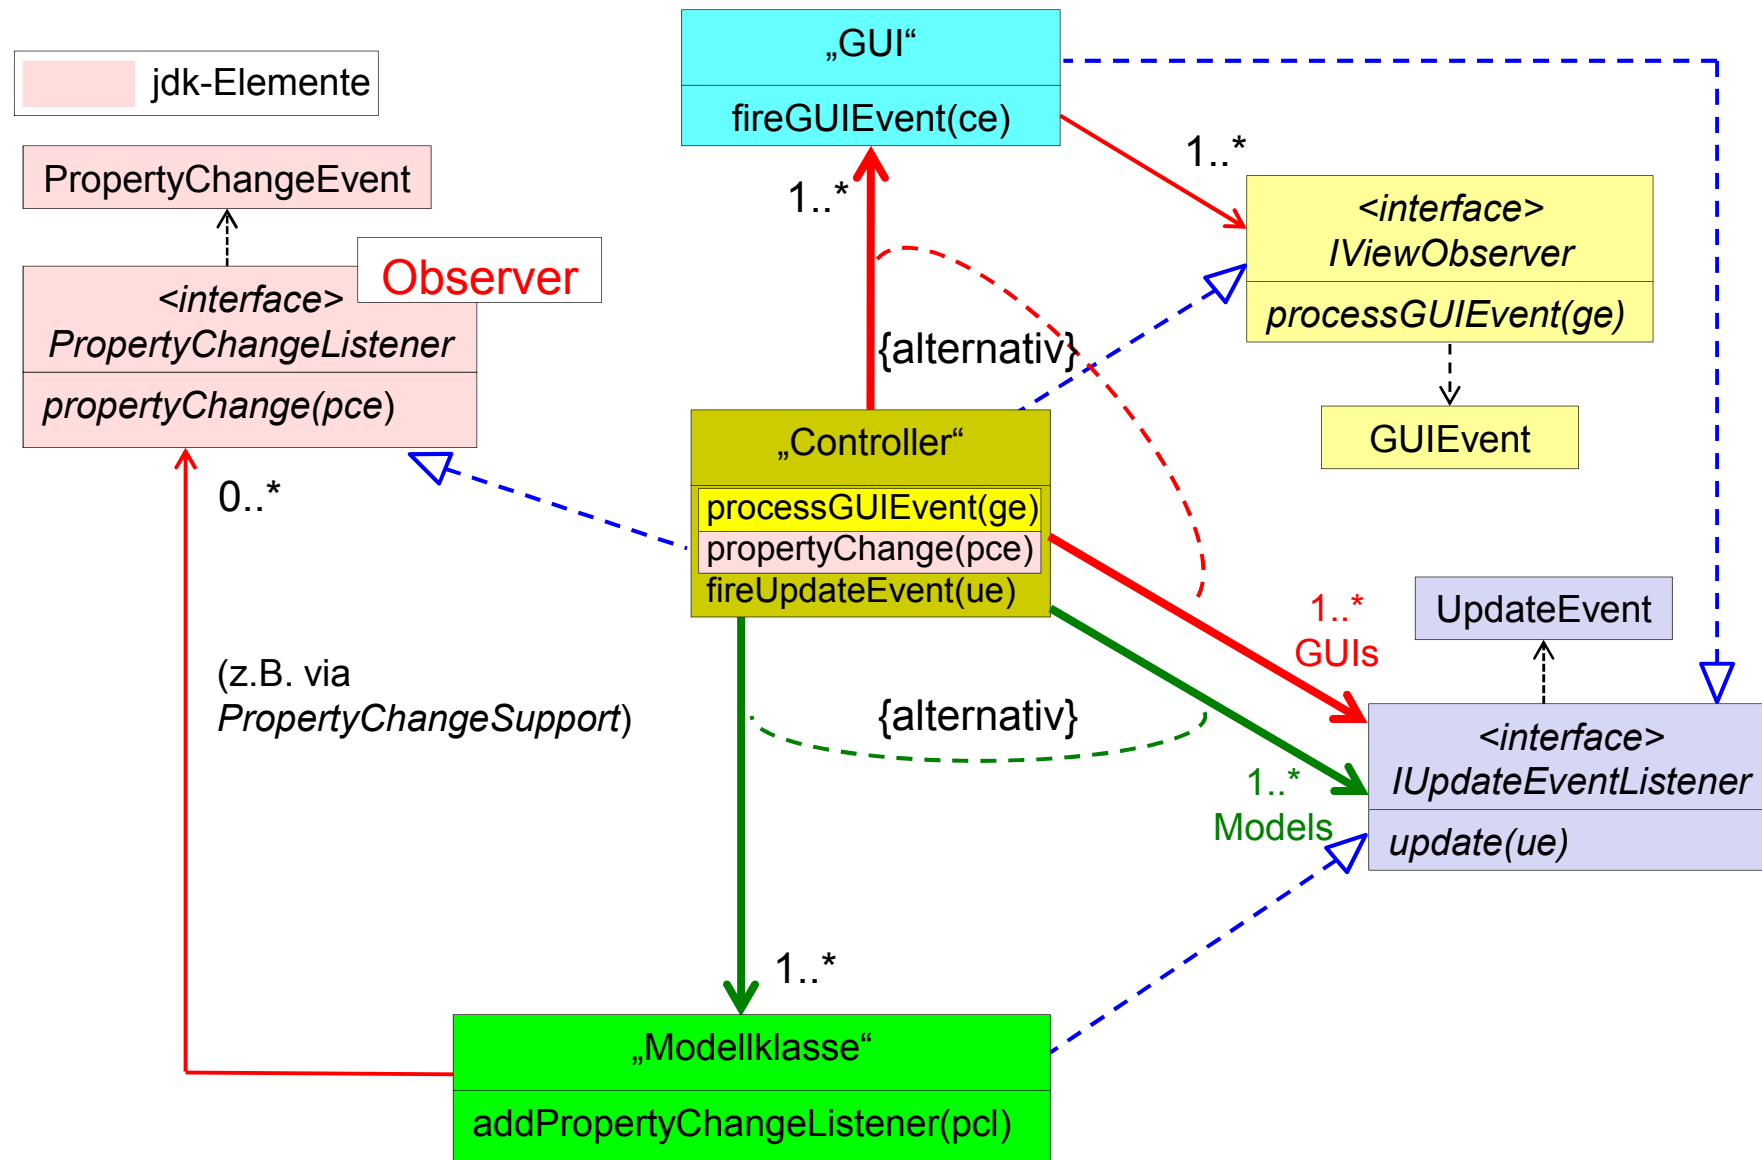 jdk-Elemente
„GUI“
fireGUIEvent(ce)
PropertyChangeEvent
Observer
<interface>
PropertyChangeListener
propertyChange(pce)
0..*
1..*
1..*
<interface>
IViewObserver
processGUIEvent(ge)
GUIEvent
{alternativ}
„Controller“
processGUIEvent(ge)
propertyChange(pce)
fireUpdateEvent(ue)
1..*
GUIs
UpdateEvent
(z.B. via
PropertyChangeSupport)
{alternativ}
<interface>
IUpdateEventListener
update(ue)
1..*
Models
1..*
„Modellklasse“
addPropertyChangeListener(pcl)